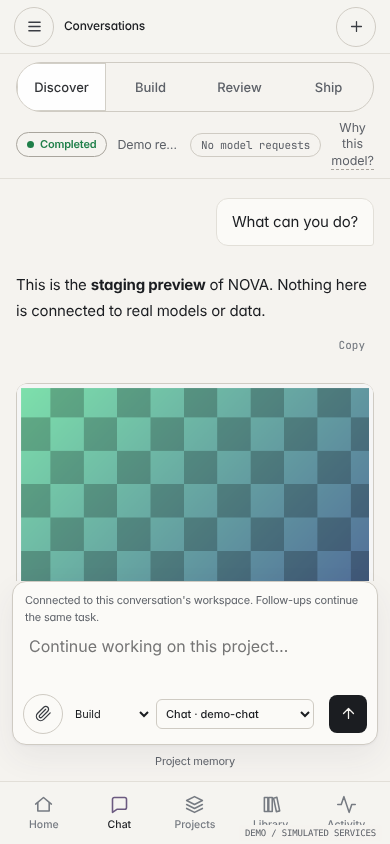 Conversations
Discover
Build
Review
Ship
Completed
Demo re...
No model requests
Why
this
model?
What can you do?
This is the staging preview of NOVA. Nothing here
is connected to real models or data.
Copy
Connected to this conversation's workspace. Follow-ups continue
the same task.
Continue working on this project...
Build
Chat · demo-chat
Project memory
Home
Chat
Projects
Library
Activity
DEMO / SIMULATED SERVICES